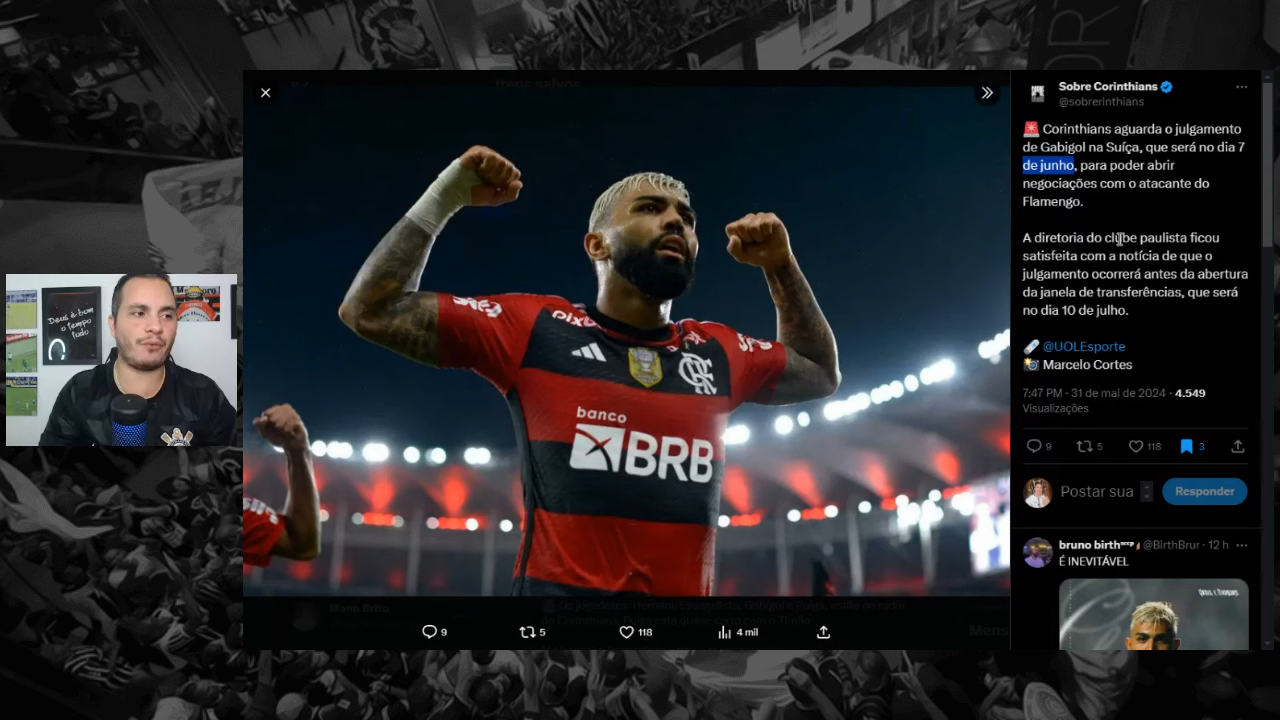 Sobre Corinthians
@sobrerinthians
Corinthians aguarda o julgamento
de Gabigol na Suíça, que será no dia 7
de junho, para poder abrir
negociações com o atacante do
Flamengo.
A diretoria do clube paulista ficou
satisfeita com a notícia de que o
julgamento ocorrerá antes da abertura
da janela de transferências, que será
no dia 10 de julho.
@UOLEsporte
Marcelo Cortes
7:47 PM · 31 de mai de 2024 · 4.549
Visualizações
9 5 118 3
Postar sua
Responder
bruno birth @BirthBrur · 12 h
É INEVITÁVEL
pixb
CRF
banco
BRB
Deus é bom
o tempo
todo
9 5 118 4 mil